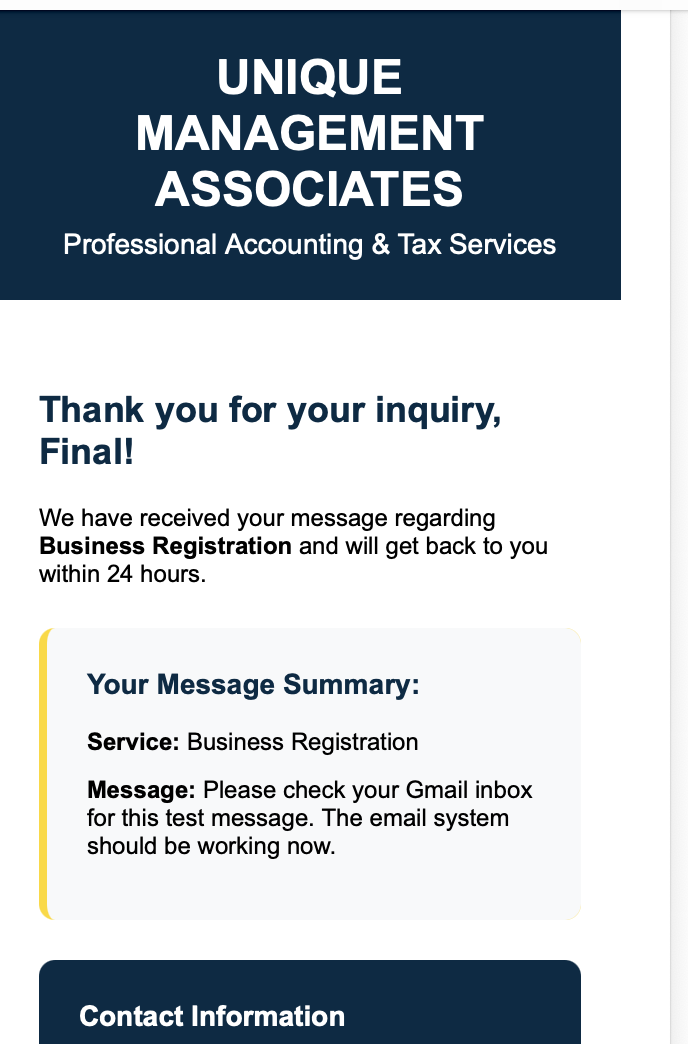 UNIQUE
MANAGEMENT
ASSOCIATES
Professional Accounting & Tax Services
Thank you for your inquiry,
Final!
We have received your message regarding
Business Registration and will get back to you
within 24 hours.
Your Message Summary:
Service: Business Registration
Message: Please check your Gmail inbox
for this test message. The email system
should be working now.
Contact Information